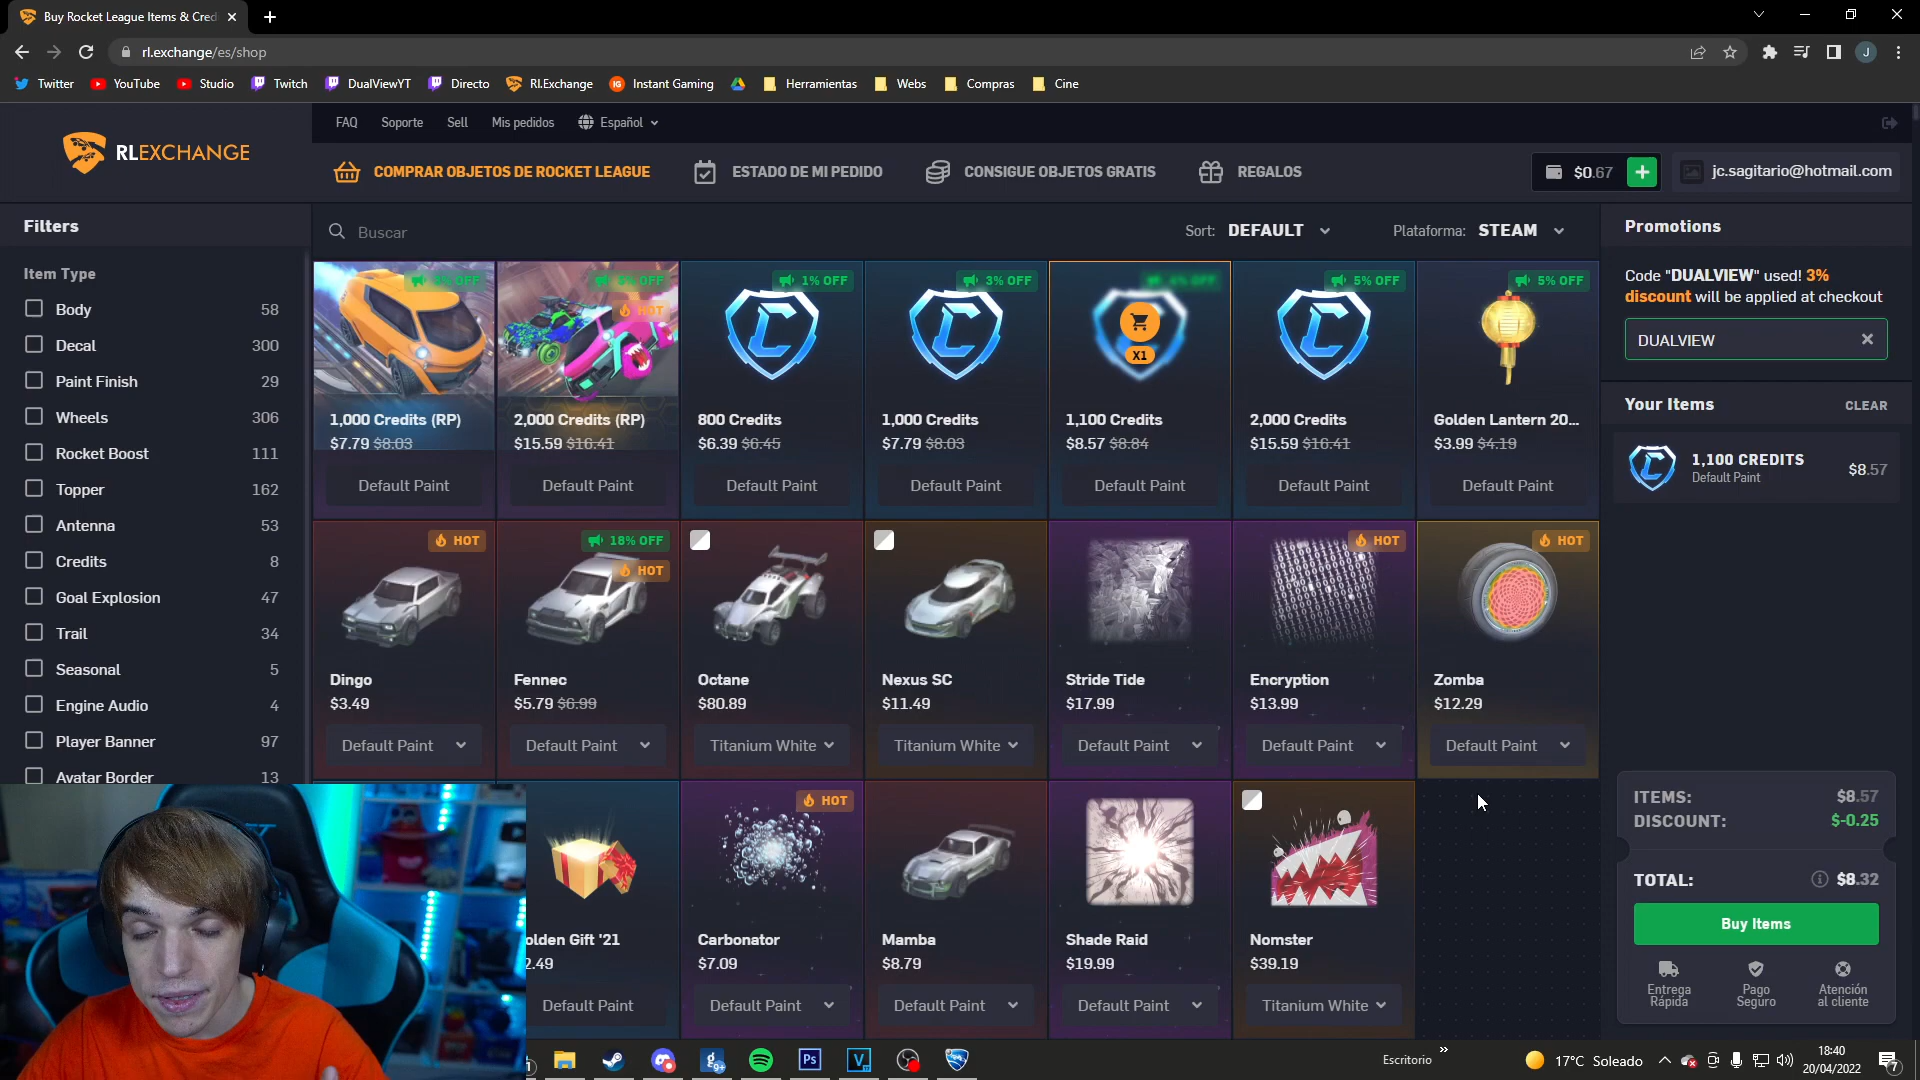 Buy Rocket League Items & Cred
rl.exchange/es/shop
J
Twitter
YouTube
Studio
Twitch
DualViewYT
Directo
RLExchange
IG
Instant Gaming
Herramientas
Webs
Compras
Cine
RLEXCHANGE
FAQ
Soporte
Sell
Mis pedidos
Español
COMPRAR OBJETOS DE ROCKET LEAGUE
ESTADO DE MI PEDIDO
CONSIGUE OBJETOS GRATIS
REGALOS
$0.67
jc.sagitario@hotmail.com
Filters
Item Type
Body 58
Decal 300
Paint Finish 29
Wheels 306
Rocket Boost 111
Topper 162
Antenna 53
Credits 8
Goal Explosion 47
Trail 34
Seasonal 5
Engine Audio 4
Player Banner 97
Avatar Border 13
Buscar
Sort: DEFAULT
Plataforma: STEAM
1,000 Credits (RP)
$7.79 $8.03
Default Paint
HOT
2,000 Credits (RP)
$15.59 $16.41
Default Paint
1% OFF
800 Credits
$6.39 $6.45
Default Paint
3% OFF
1,000 Credits
$7.79 $8.03
Default Paint
X1
1,100 Credits
$8.57 $8.84
Default Paint
5% OFF
2,000 Credits
$15.59 $16.41
Default Paint
5% OFF
Golden Lantern 20...
$3.99 $4.19
Default Paint
HOT
Dingo
$3.49
Default Paint
18% OFF
HOT
Fennec
$5.79 $6.99
Default Paint
Octane
$80.89
Titanium White
Nexus SC
$11.49
Titanium White
Stride Tide
$17.99
Default Paint
HOT
Encryption
$13.99
Default Paint
HOT
Zomba
$12.29
Default Paint
olden Gift '21
2.49
Default Paint
HOT
Carbonator
$7.09
Default Paint
Mamba
$8.79
Default Paint
Shade Raid
$19.99
Default Paint
Nomster
$39.19
Titanium White
Promotions
Code "DUALVIEW" used! 3%
discount will be applied at checkout
DUALVIEW
Your Items
CLEAR
1,100 CREDITS
Default Paint
$8.57
ITEMS: $8.57
DISCOUNT: $-0.25
TOTAL: $8.32
Buy Items
Entrega
Rápida
Pago
Seguro
Atención
al cliente
Ps
Escritorio
17°C Soleado
18:40
20/04/2022
7